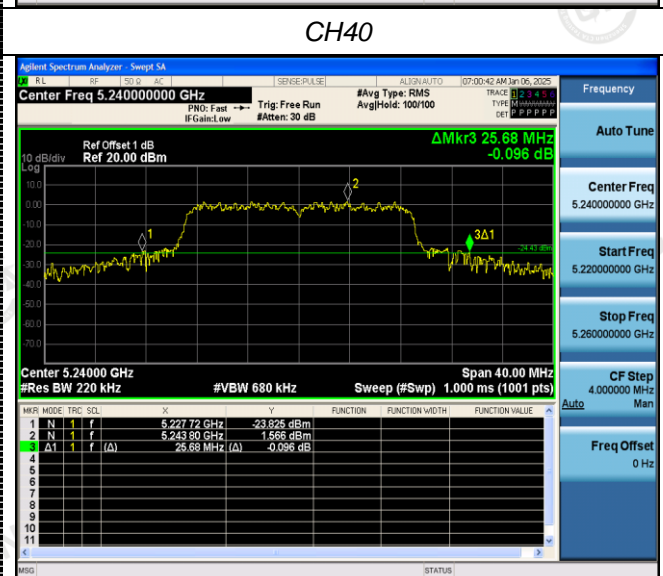 CH40
Agilent Spectrum Analyzer - Swept SA
RL RF 50 Ω AC SENSE:PULSE ALIGNAUTO 07:00:42 AM Jan 06, 2025
Center Freq 5.240000000 GHz
PNO: Fast Trig: Free Run #Avg Type: RMS TRACE 1 2 3 4 5 6
IFGain:Low #Atten: 30 dB Avg|Hold: 100/100 TYPE M
DET P P P P P P
Ref Offset 1 dB ΔMkr3 25.68 MHz
10 dB/div Ref 20.00 dBm -0.096 dB
Log
10.0
0.00
-10.0
-20.0
-30.0
-40.0
-50.0
-60.0
-70.0
1
2
3Δ1
-24.43 dBm
Center 5.24000 GHz Span 40.00 MHz
#Res BW 220 kHz #VBW 680 kHz Sweep (#Swp) 1.000 ms (1001 pts)
MKR MODE TRC SCL X Y FUNCTION FUNCTION WIDTH FUNCTION VALUE
1 N 1 f 5.227 72 GHz -23.825 dBm
2 N 1 f 5.243 80 GHz 1.566 dBm
3 Δ1 1 f (Δ) 25.68 MHz (Δ) -0.096 dB
4
5
6
7
8
9
10
11
MSG STATUS
Frequency
Auto Tune
Center Freq
5.240000000 GHz
Start Freq
5.220000000 GHz
Stop Freq
5.260000000 GHz
CF Step
4.000000 MHz
Auto Man
Freq Offset
0 Hz